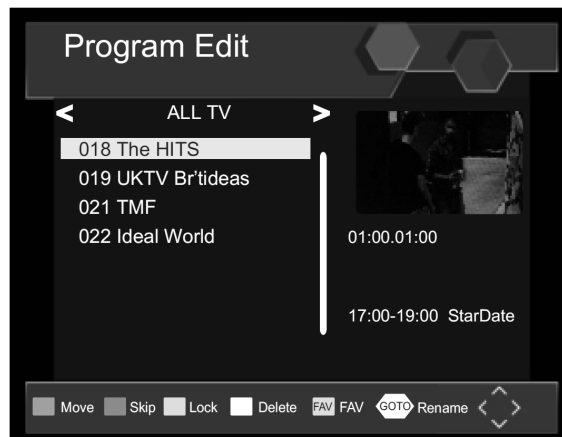 Program Edit
< ALL TV >
018 The HITS
019 UKTV Br'tideas
021 TMF
022 Ideal World
01:00.01:00
17:00-19:00 StarDate
Move Skip Lock Delete FAV FAV GOTO Rename